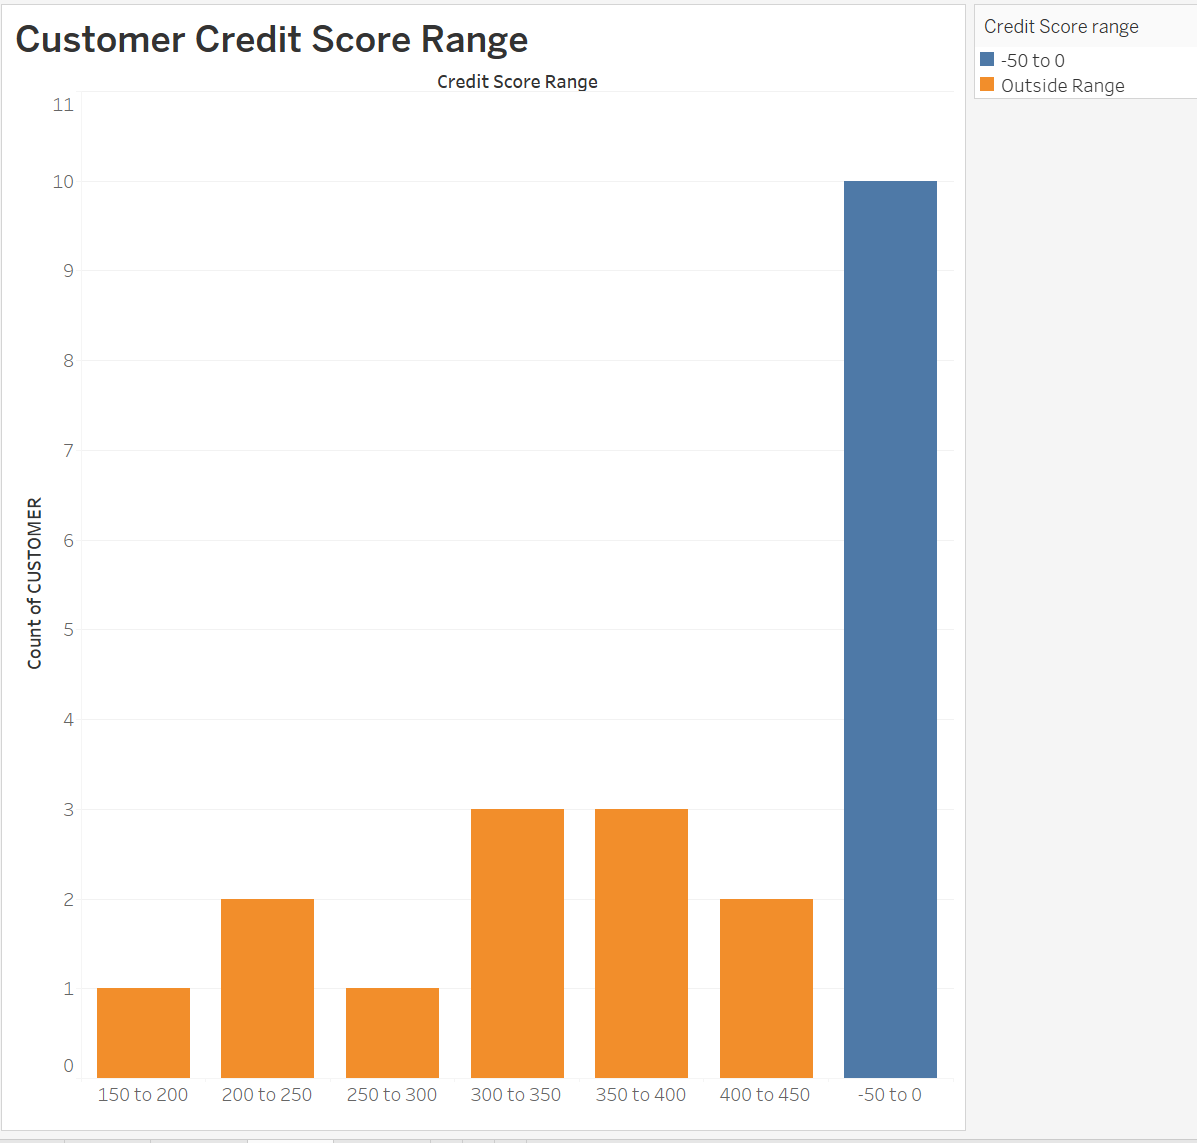 Customer Credit Score Range
Credit Score Range
11
10
9
8
7
6
5
4
3
2
1
0
Count of CUSTOMER
150 to 200
200 to 250
250 to 300
300 to 350
350 to 400
400 to 450
-50 to 0
Credit Score range
-50 to 0
Outside Range